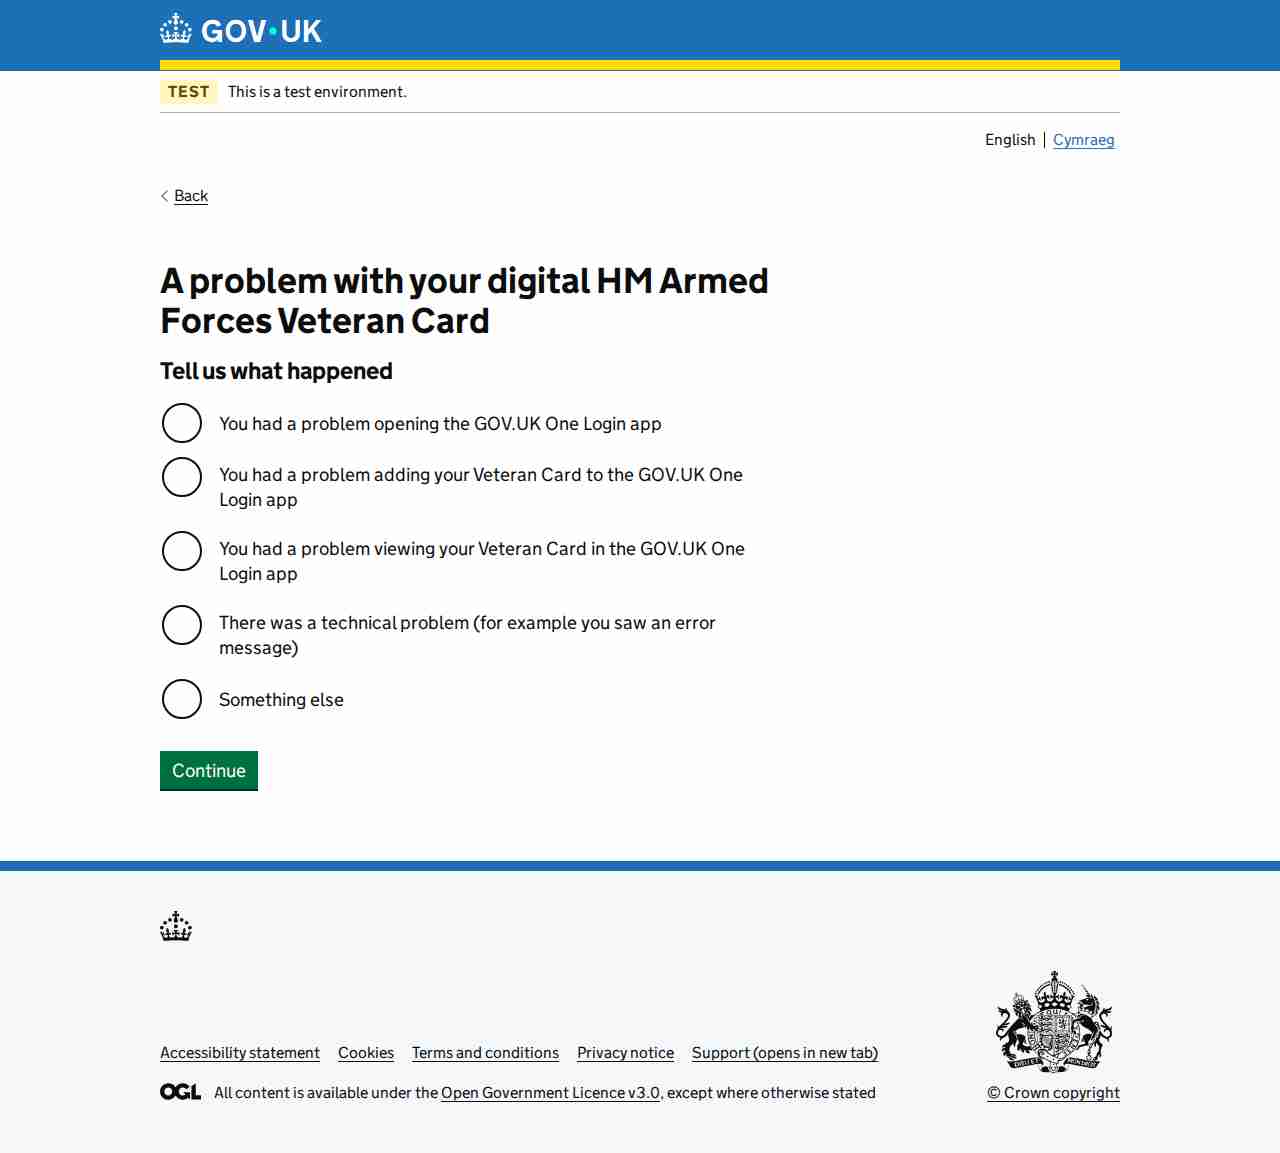 GOV·UK
TEST This is a test environment.
English | Cymraeg
Back
A problem with your digital HM Armed
Forces Veteran Card
Tell us what happened
You had a problem opening the GOV.UK One Login app
You had a problem adding your Veteran Card to the GOV.UK One
Login app
You had a problem viewing your Veteran Card in the GOV.UK One
Login app
There was a technical problem (for example you saw an error
message)
Something else
Continue
Accessibility statement Cookies Terms and conditions Privacy notice Support (opens in new tab)
OGL All content is available under the Open Government Licence v3.0, except where otherwise stated
© Crown copyright